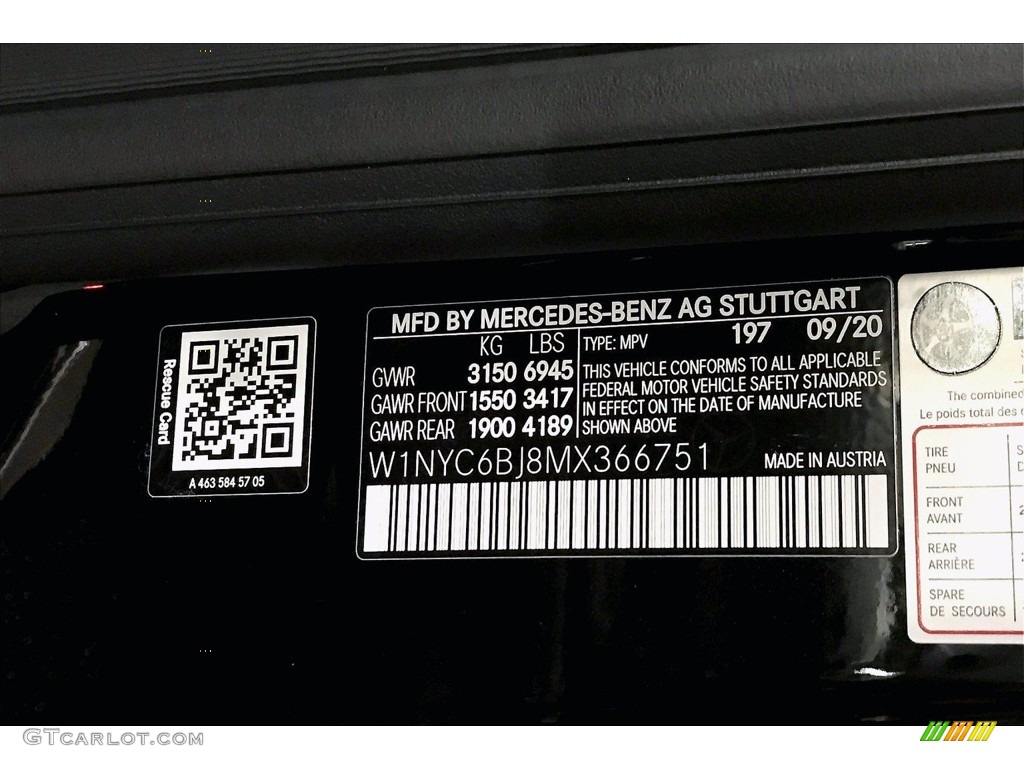 Rescue Card
A 463 584 57 05
MFD BY MERCEDES-BENZ AG STUTTGART
KG LBS
GVWR 3150 6945
GAWR FRONT 1550 3417
GAWR REAR 1900 4189
TYPE: MPV 197 09/20
THIS VEHICLE CONFORMS TO ALL APPLICABLE
FEDERAL MOTOR VEHICLE SAFETY STANDARDS
IN EFFECT ON THE DATE OF MANUFACTURE
SHOWN ABOVE
W1NYC6BJ8MX366751 MADE IN AUSTRIA
The combined
Le poids total des
TIRE
PNEU
FRONT
AVANT
REAR
ARRIÈRE
SPARE
DE SECOURS
GTCARLOT.COM